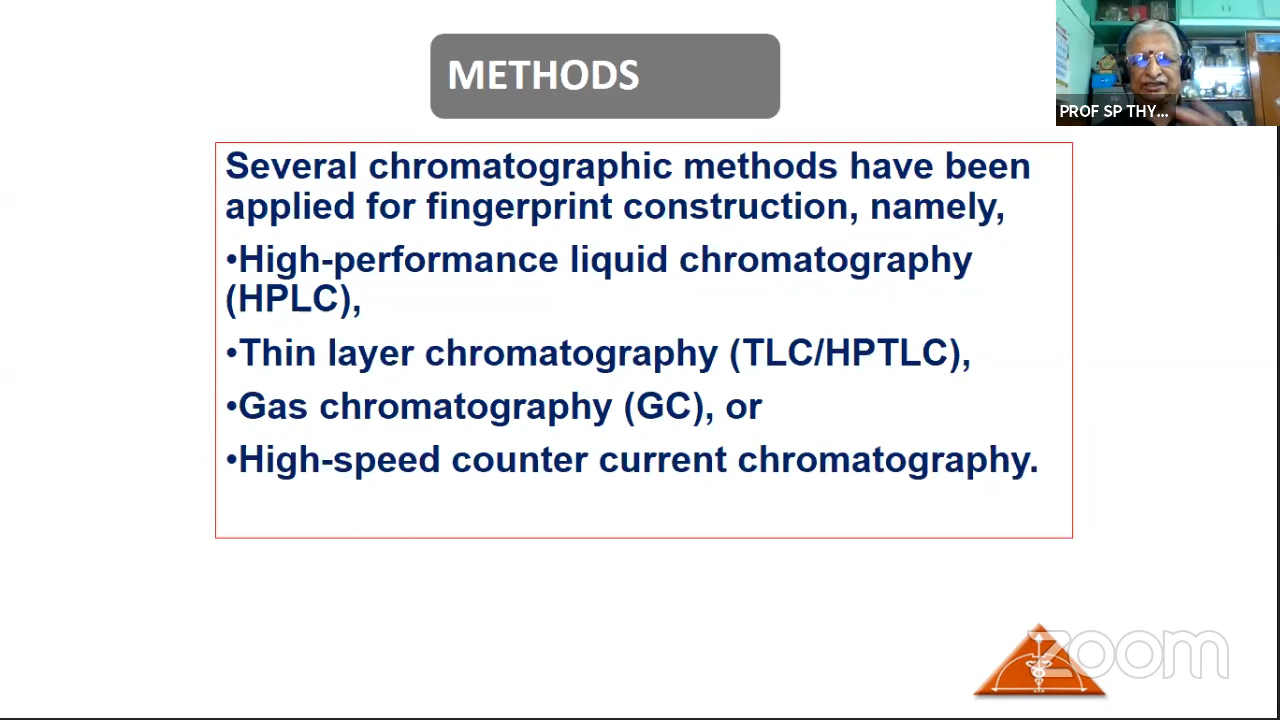 METHODS
PROF SP THY...
Several chromatographic methods have been
applied for fingerprint construction, namely,
•High-performance liquid chromatography
(HPLC),
•Thin layer chromatography (TLC/HPTLC),
•Gas chromatography (GC), or
•High-speed counter current chromatography.
zoom